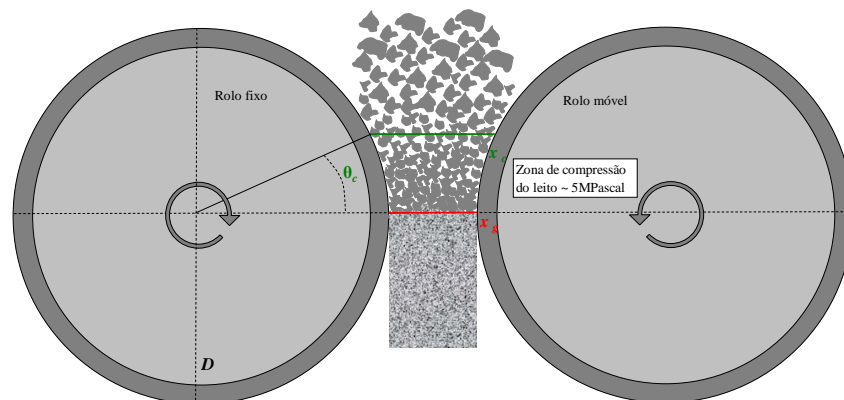 Rolo fixo
Rolo móvel
θc
xc
Zona de compressão
do leito ~ 5MPascal
xg
D